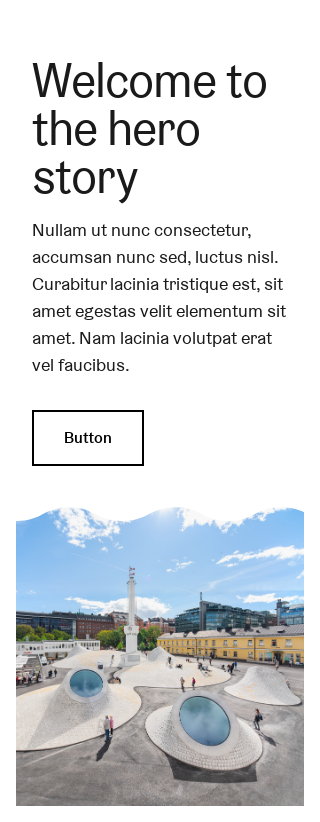 Welcome to
the hero
story
Nullam ut nunc consectetur,
accumsan nunc sed, luctus nisl.
Curabitur lacinia tristique est, sit
amet egestas velit elementum sit
amet. Nam lacinia volutpat erat
vel faucibus.
Button